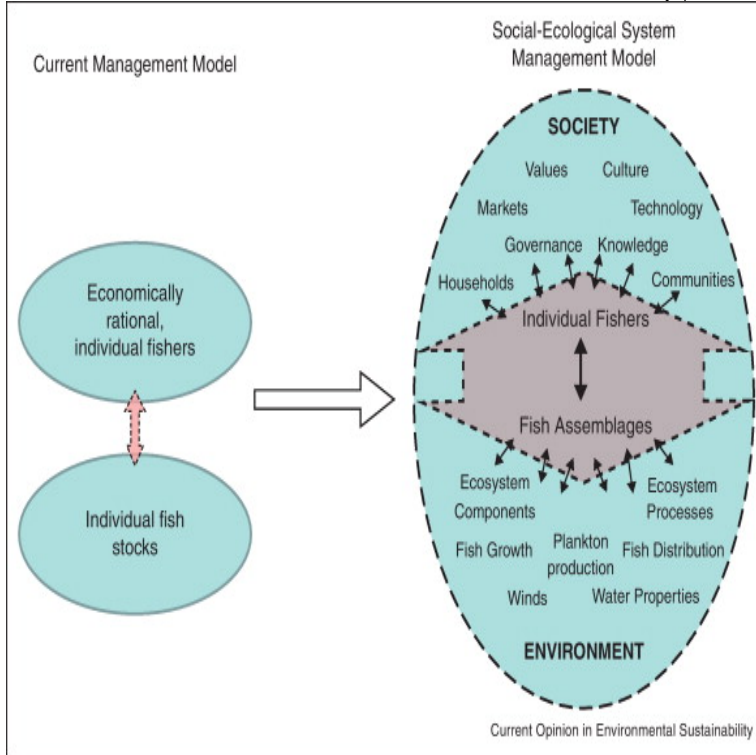 Current Management Model
Social-Ecological System
Management Model
Economically
rational,
individual fishers
Individual fish
stocks
SOCIETY
Values Culture
Markets Technology
Governance Knowledge
Households Communities
Individual Fishers
Fish Assemblages
Ecosystem Ecosystem
Components Processes
Fish Growth Plankton production Fish Distribution
Winds Water Properties
ENVIRONMENT
Current Opinion in Environmental Sustainability